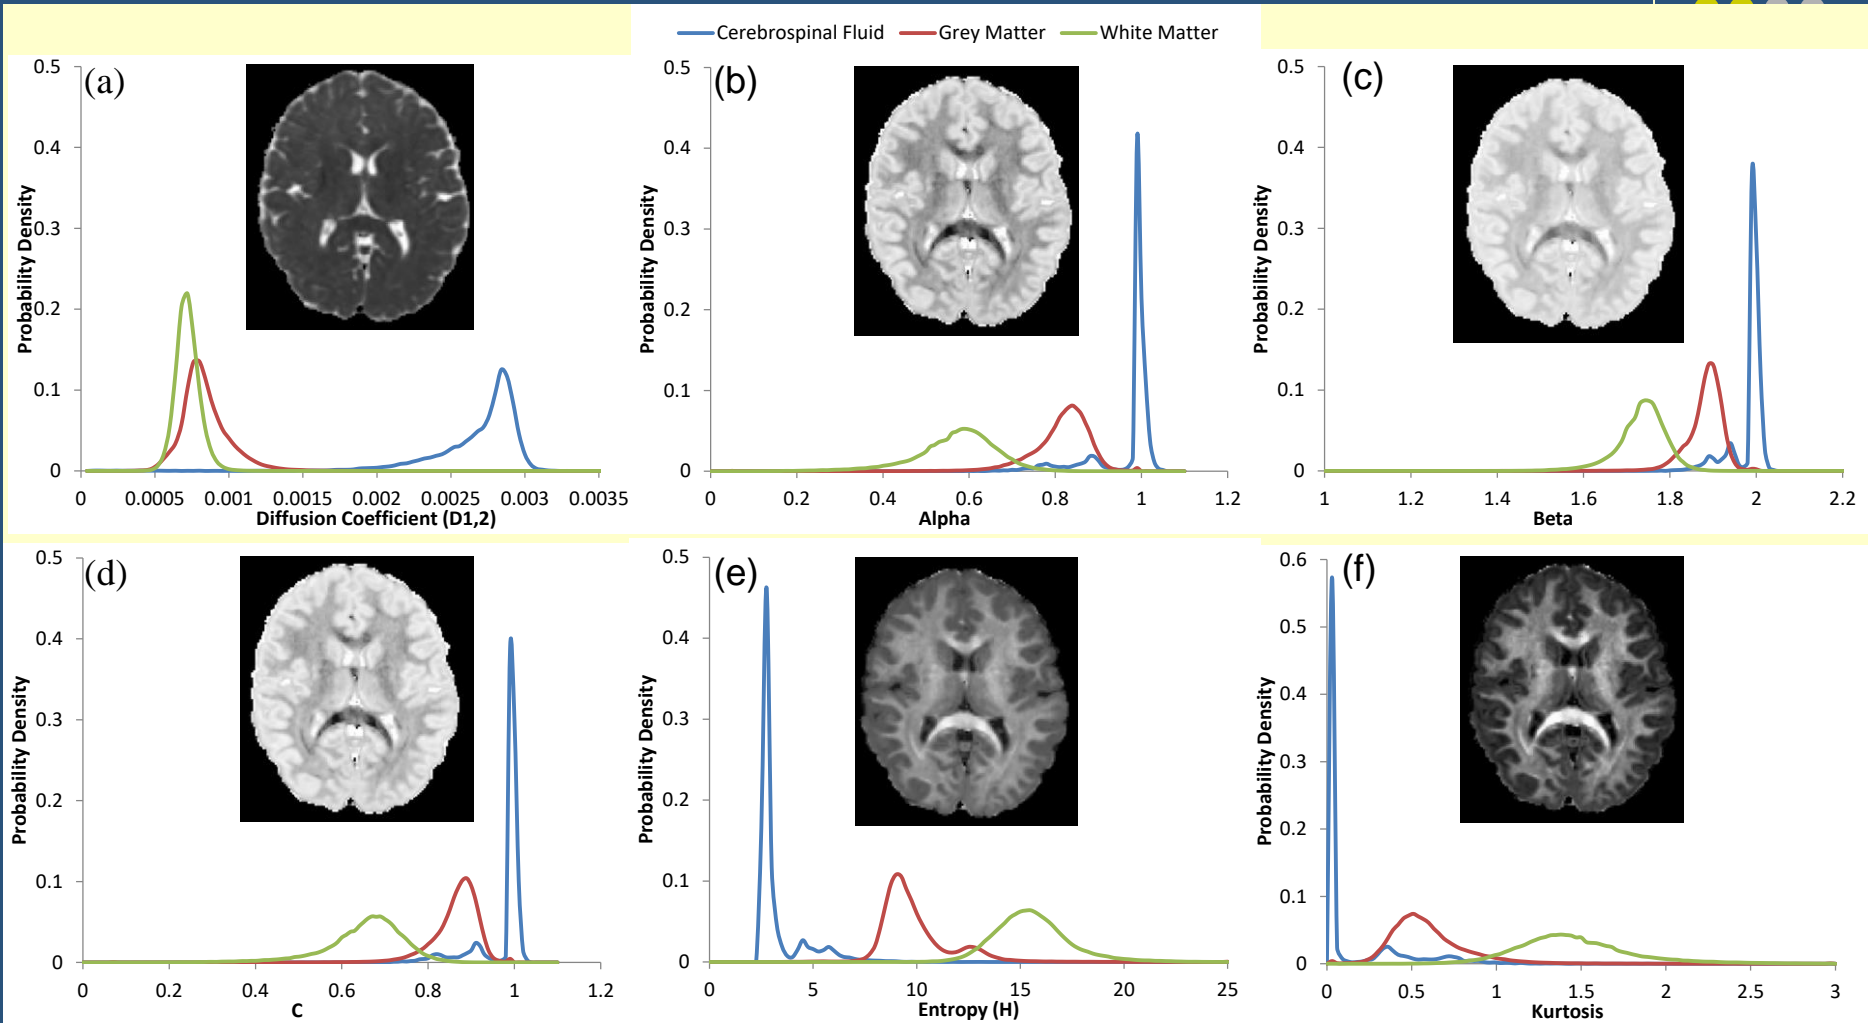 Cerebrospinal Fluid Grey Matter White Matter
(a)
0.5
0.4
0.3
0.2
0.1
0
Probability Density
0 0.0005 0.001 0.0015 0.002 0.0025 0.003 0.0035
Diffusion Coefficient (D1,2)
(b)
0.5
0.4
0.3
0.2
0.1
0
Probability Density
0 0.2 0.4 0.6 0.8 1 1.2
Alpha
(c)
0.5
0.4
0.3
0.2
0.1
0
Probability Density
1 1.2 1.4 1.6 1.8 2 2.2
Beta
(d)
0.5
0.4
0.3
0.2
0.1
0
Probability Density
0 0.2 0.4 0.6 0.8 1 1.2
C
(e)
0.5
0.4
0.3
0.2
0.1
0
Probability Density
0 5 10 15 20 25
Entropy (H)
(f)
0.6
0.5
0.4
0.3
0.2
0.1
0
Probability Density
0 0.5 1 1.5 2 2.5 3
Kurtosis